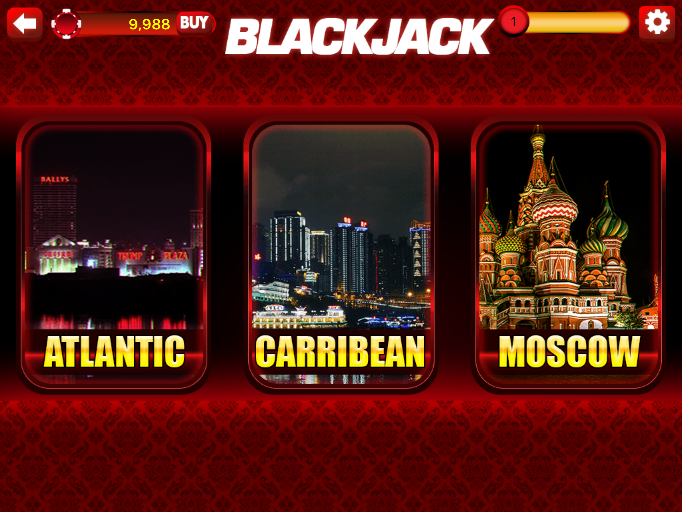 9,988 BUY
BLACKJACK
1
BALLYS
TRUMP PLAZA
ATLANTIC
CARRIBEAN
MOSCOW